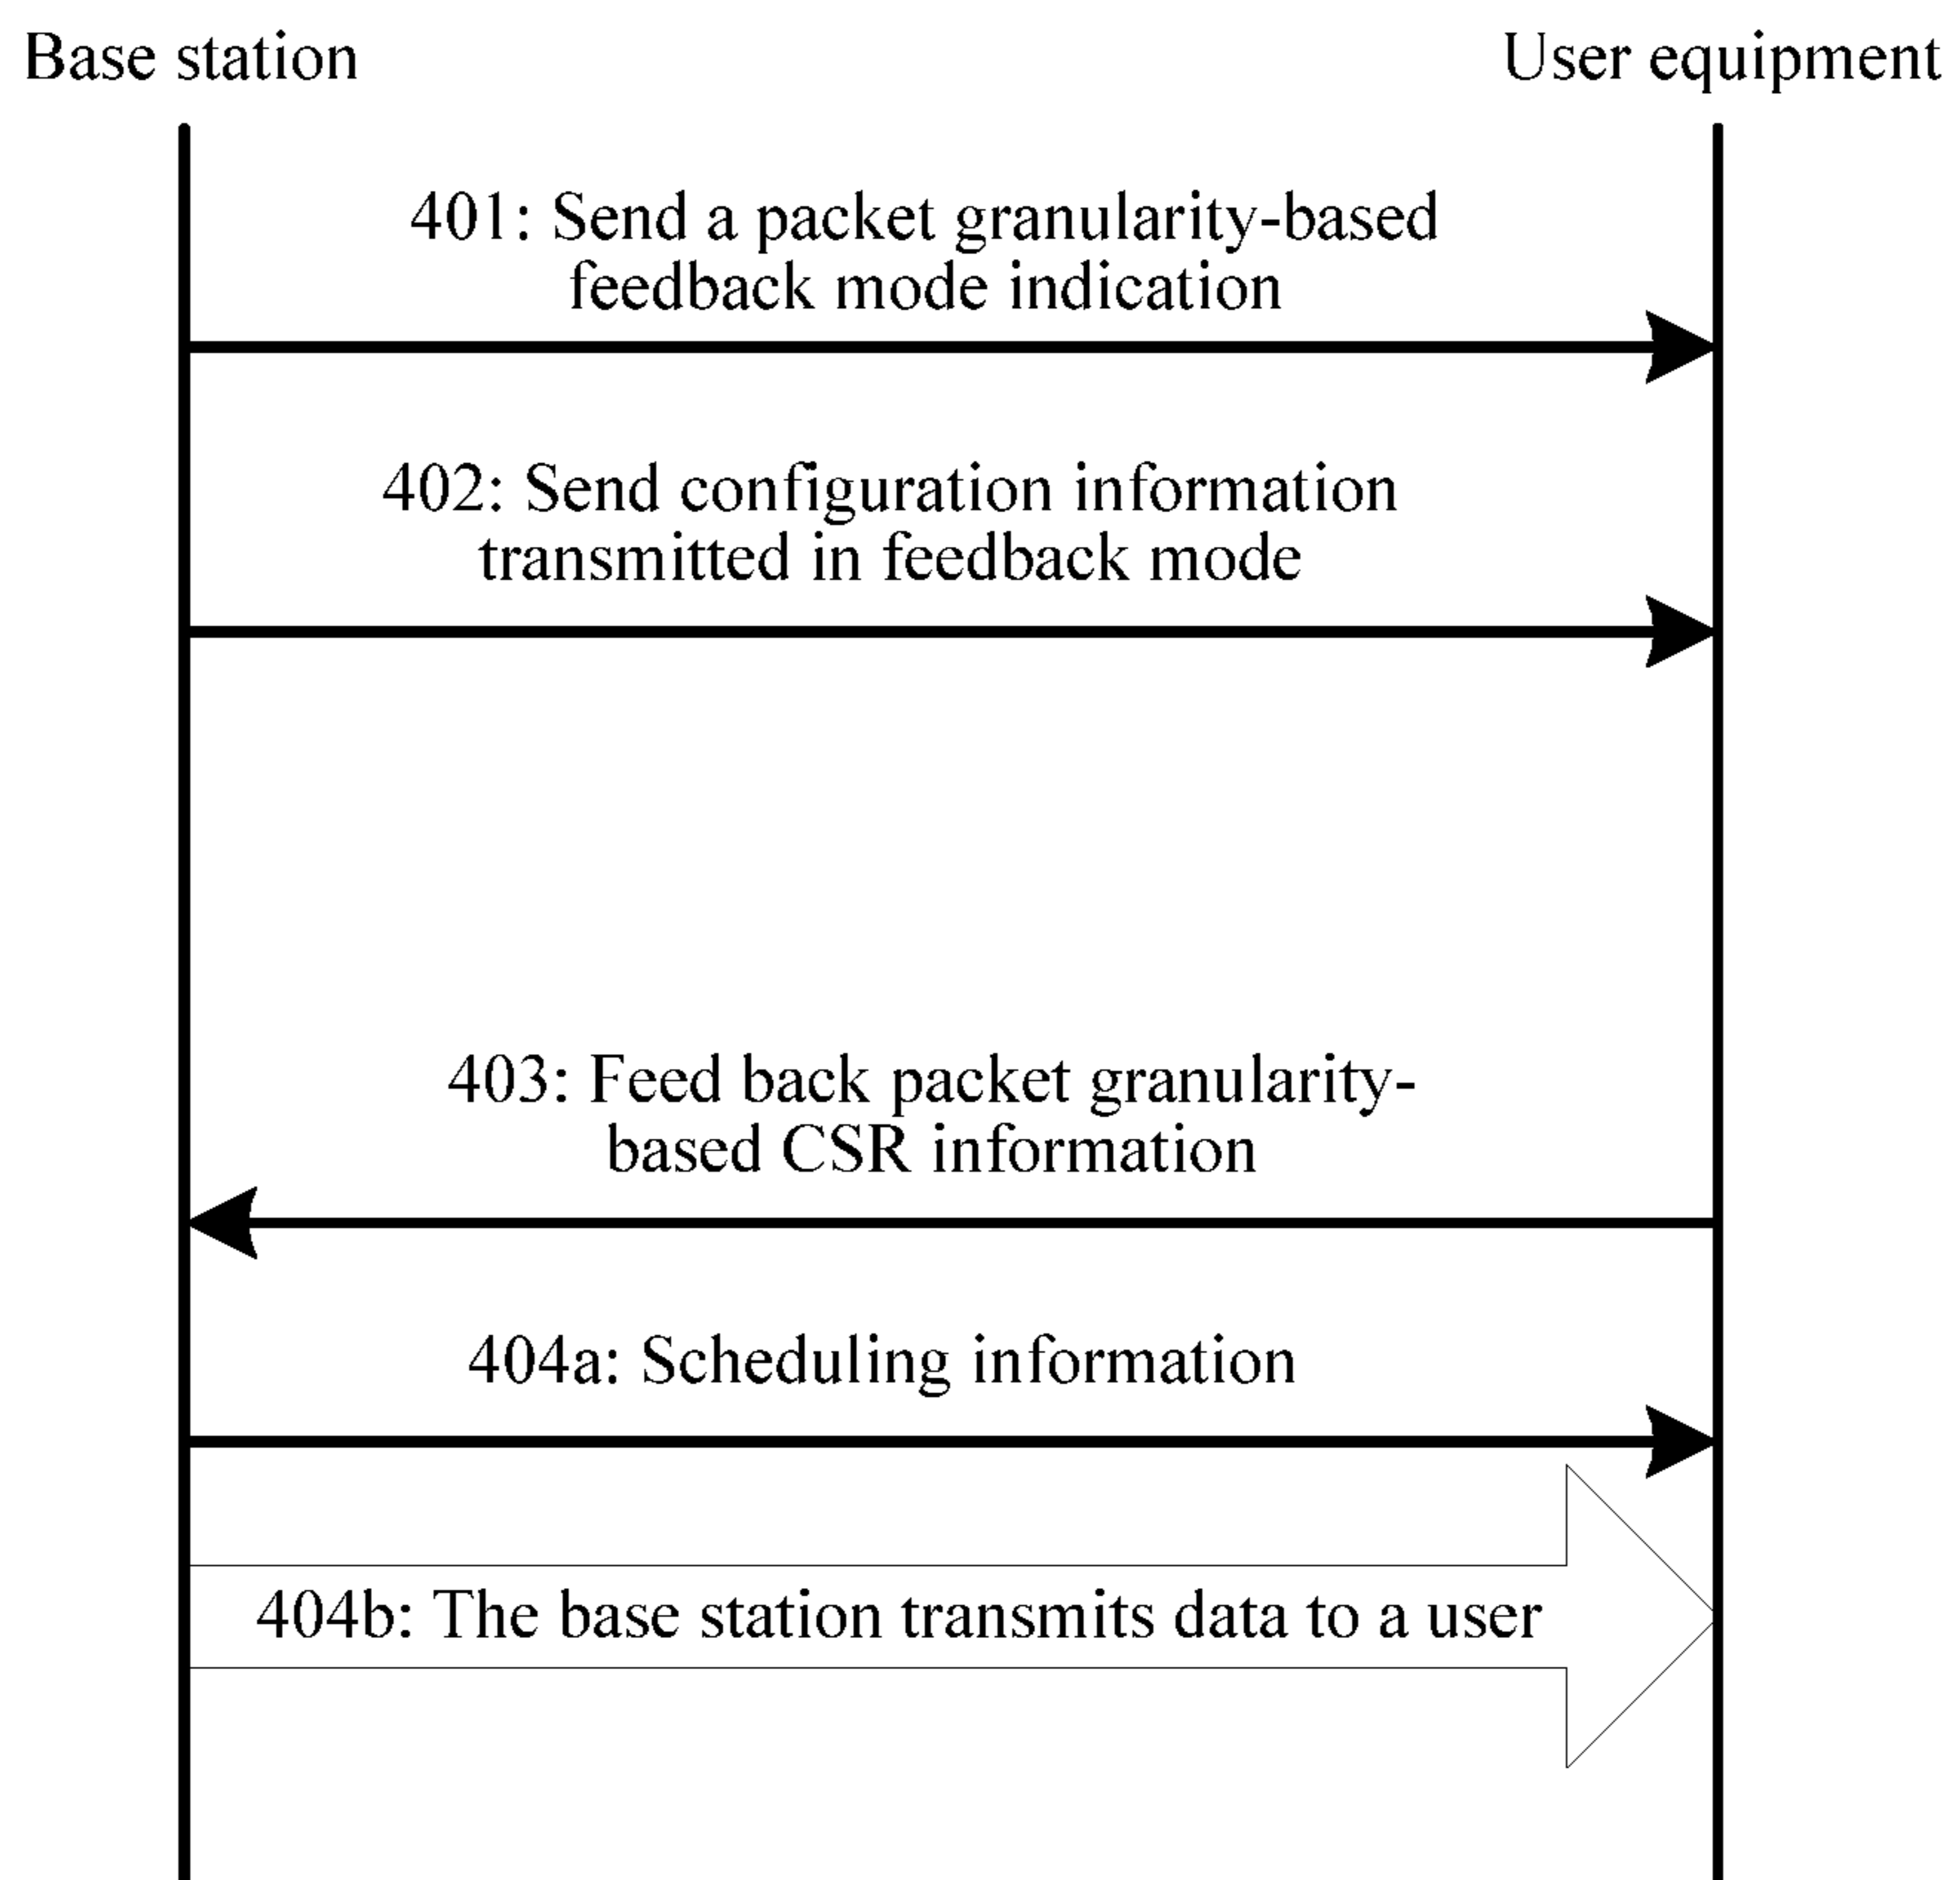 Base station
User equipment
401: Send a packet granularity-based
feedback mode indication
402: Send configuration information
transmitted in feedback mode
403: Feed back packet granularity-
based CSR information
404a: Scheduling information
404b: The base station transmits data to a user